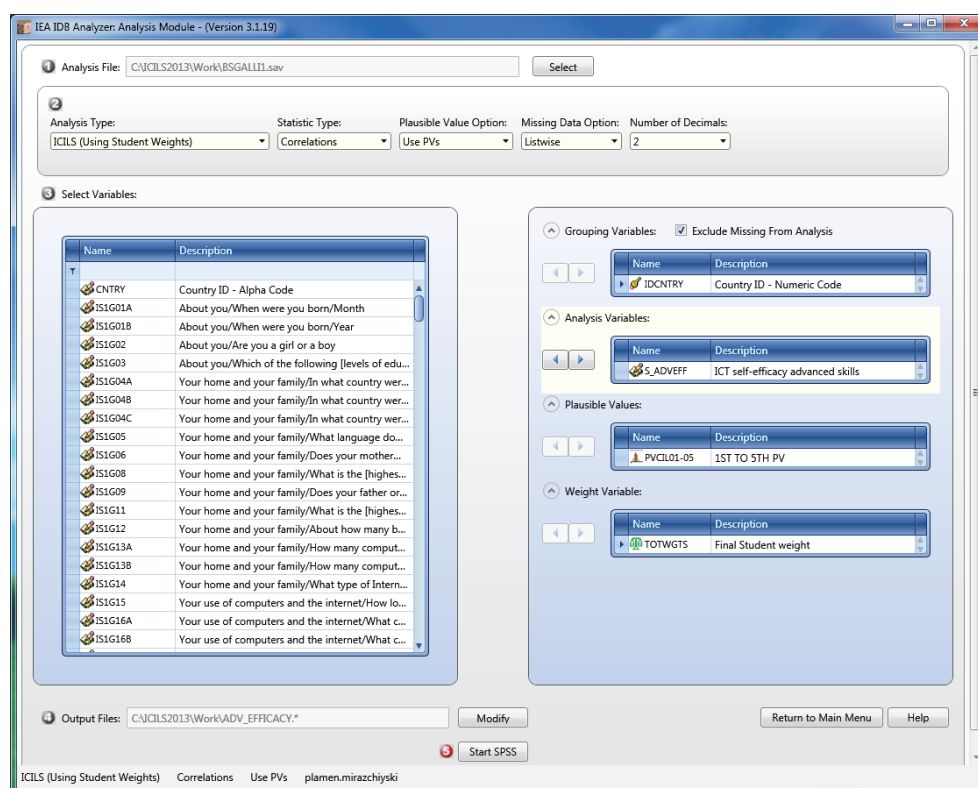 IEA IDB Analyzer: Analysis Module - (Version 3.1.19)
1 Analysis File: C:\ICILS2013\Work\BSGALLI1.sav Select
2
Analysis Type: Statistic Type: Plausible Value Option: Missing Data Option: Number of Decimals:
ICILS (Using Student Weights) Correlations Use PVs Listwise 2
3 Select Variables:
Name Description
CNTRY Country ID - Alpha Code
IS1G01A About you/When were you born/Month
IS1G01B About you/When were you born/Year
IS1G02 About you/Are you a girl or a boy
IS1G03 About you/Which of the following [levels of edu...
IS1G04A Your home and your family/In what country wer...
IS1G04B Your home and your family/In what country wer...
IS1G04C Your home and your family/In what country wer...
IS1G05 Your home and your family/What language do...
IS1G06 Your home and your family/Does your mother...
IS1G08 Your home and your family/What is the [highes...
IS1G09 Your home and your family/Does your father or...
IS1G11 Your home and your family/What is the [highes...
IS1G12 Your home and your family/About how many b...
IS1G13A Your home and your family/How many comput...
IS1G13B Your home and your family/How many comput...
IS1G14 Your home and your family/What type of Intern...
IS1G15 Your use of computers and the internet/How lo...
IS1G16A Your use of computers and the internet/What c...
IS1G16B Your use of computers and the internet/What c...
Grouping Variables: Exclude Missing From Analysis
Name Description
IDCNTRY Country ID - Numeric Code
Analysis Variables:
Name Description
S_ADVEFF ICT self-efficacy advanced skills
Plausible Values:
Name Description
PVCIL01-05 1ST TO 5TH PV
Weight Variable:
Name Description
TOTWGTS Final Student weight
4 Output Files: C:\ICILS2013\Work\ADV_EFFICACY.* Modify Return to Main Menu Help
5 Start SPSS
ICILS (Using Student Weights) Correlations Use PVs plamen.mirazchiyski